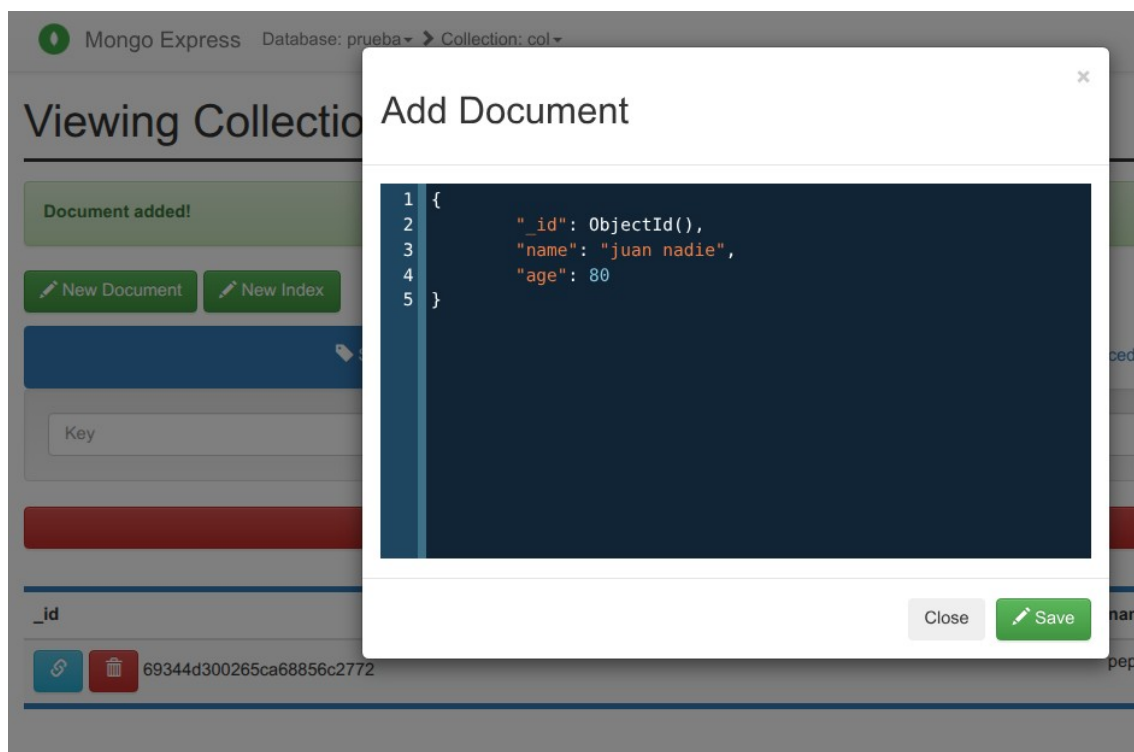 Mongo Express Database: prueba Collection: col
Viewing Collectio
Document added!
New Document New Index
Key
_id
69344d300265ca68856c2772
×
Add Document
1 {
2 "_id": ObjectId(),
3 "name": "juan nadie",
4 "age": 80
5 }
Close Save